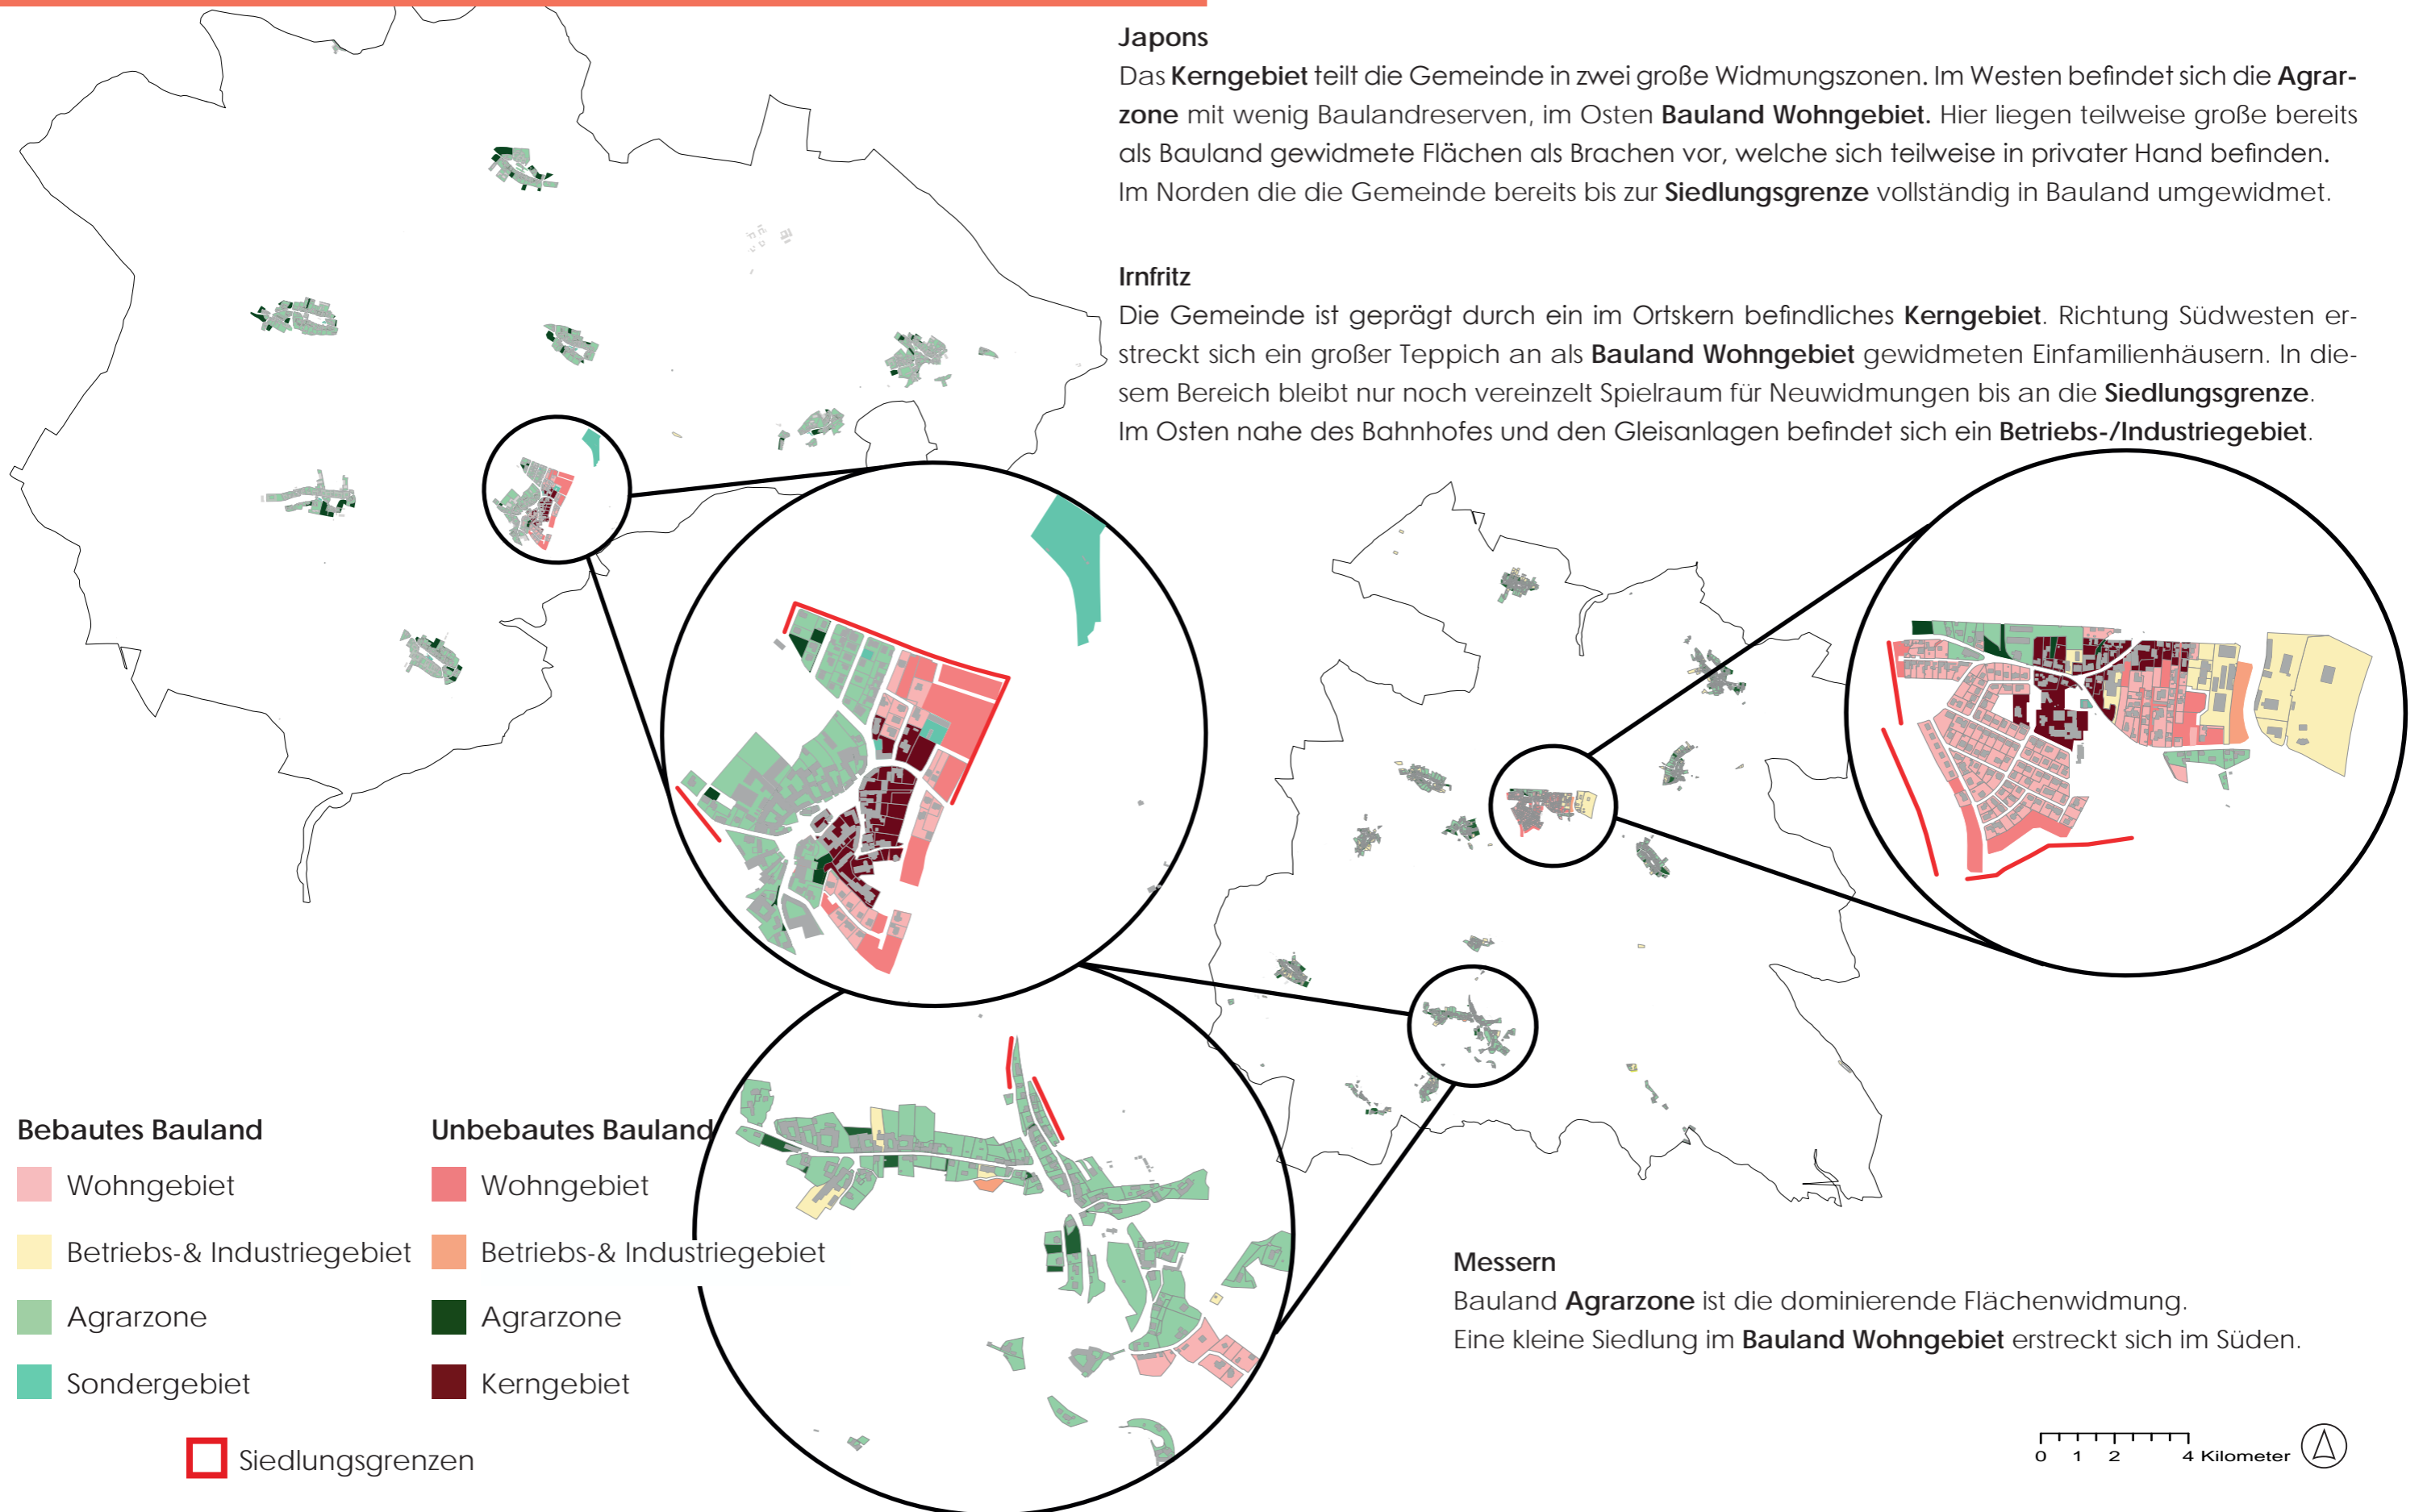 Japons
Das Kerngebiet teilt die Gemeinde in zwei große Widmungszonen. Im Westen befindet sich die Agrar-
zone mit wenig Baulandreserven, im Osten Bauland Wohngebiet. Hier liegen teilweise große bereits
als Bauland gewidmete Flächen als Brachen vor, welche sich teilweise in privater Hand befinden.
Im Norden die die Gemeinde bereits bis zur Siedlungsgrenze vollständig in Bauland umgewidmet.
Irnfritz
Die Gemeinde ist geprägt durch ein im Ortskern befindliches Kerngebiet. Richtung Südwesten er-
streckt sich ein großer Teppich an als Bauland Wohngebiet gewidmeten Einfamilienhäusern. In die-
sem Bereich bleibt nur noch vereinzelt Spielraum für Neuwidmungen bis an die Siedlungsgrenze.
Im Osten nahe des Bahnhofes und den Gleisanlagen befindet sich ein Betriebs-/Industriegebiet.
Bebautes Bauland
Wohngebiet
Betriebs-& Industriegebiet
Agrarzone
Sondergebiet
Unbebautes Bauland
Wohngebiet
Betriebs-& Industriegebiet
Agrarzone
Kerngebiet
Siedlungsgrenzen
Messern
Bauland Agrarzone ist die dominierende Flächenwidmung.
Eine kleine Siedlung im Bauland Wohngebiet erstreckt sich im Süden.
0 1 2 4 Kilometer